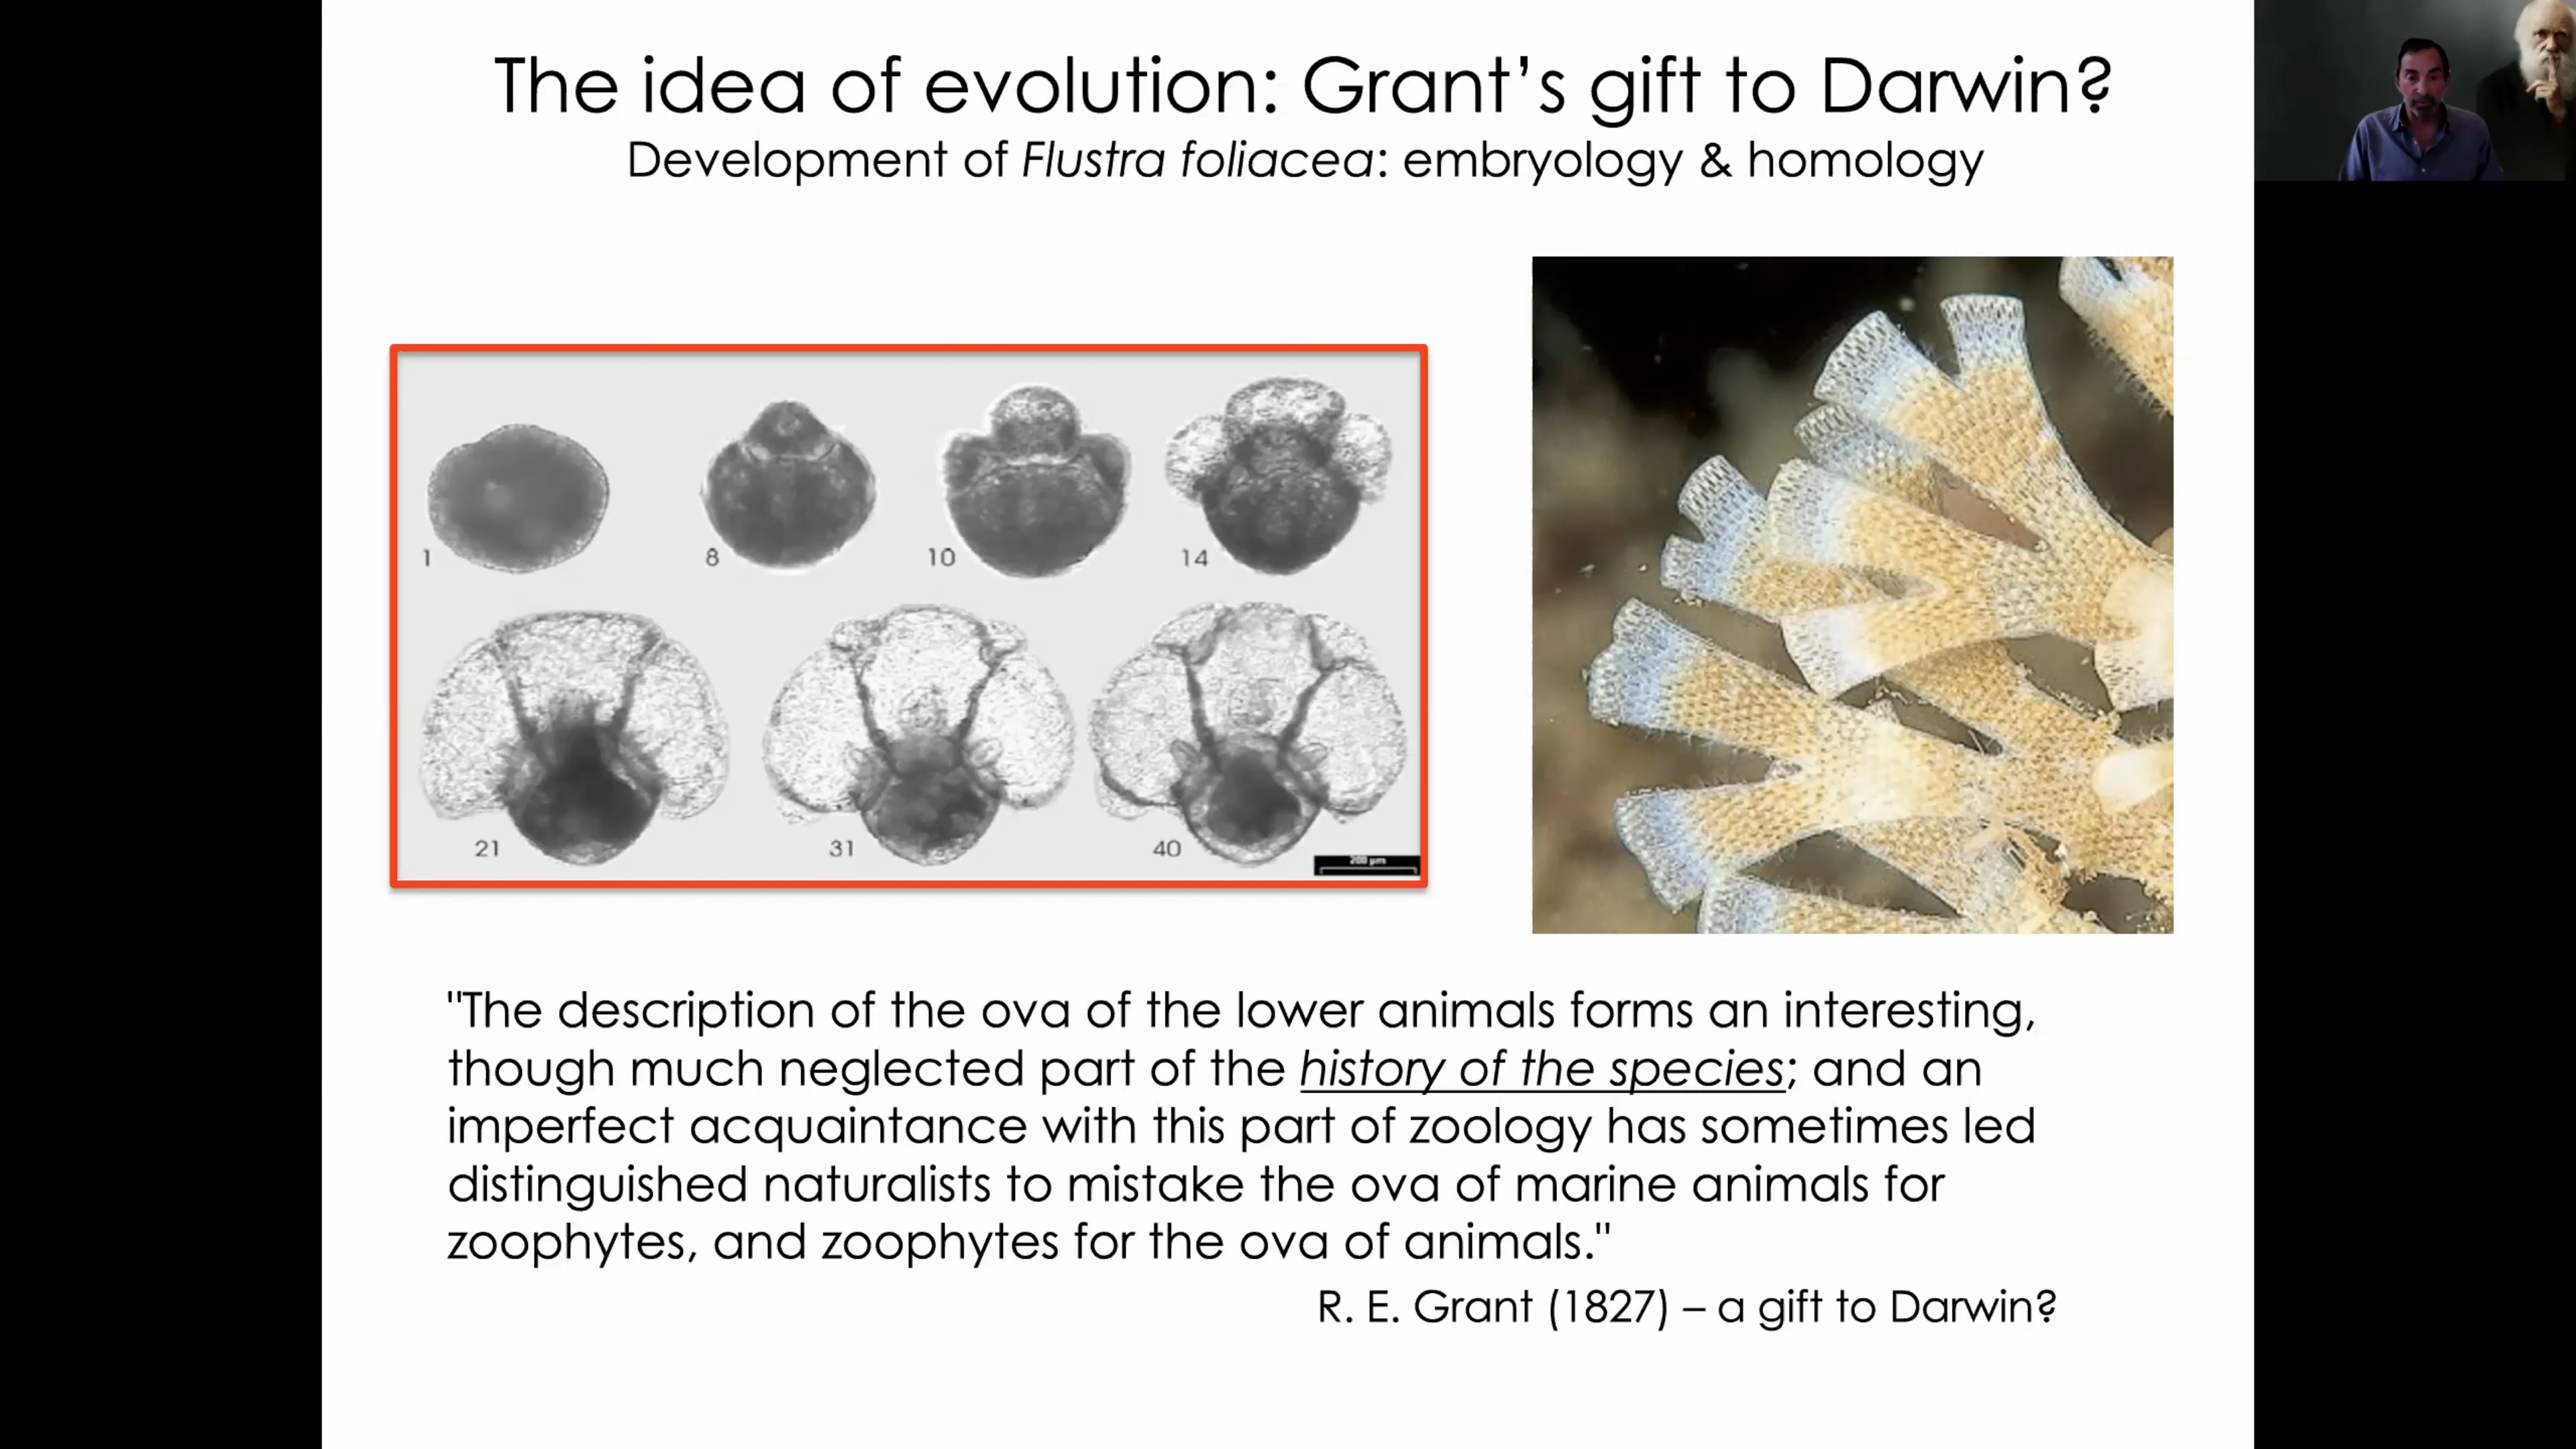 The idea of evolution: Grant’s gift to Darwin?
Development of Flustra foliacea: embryology & homology
1
8
10
14
21
31
40
200 µm
"The description of the ova of the lower animals forms an interesting,
though much neglected part of the history of the species; and an
imperfect acquaintance with this part of zoology has sometimes led
distinguished naturalists to mistake the ova of marine animals for
zoophytes, and zoophytes for the ova of animals."
R. E. Grant (1827) – a gift to Darwin?